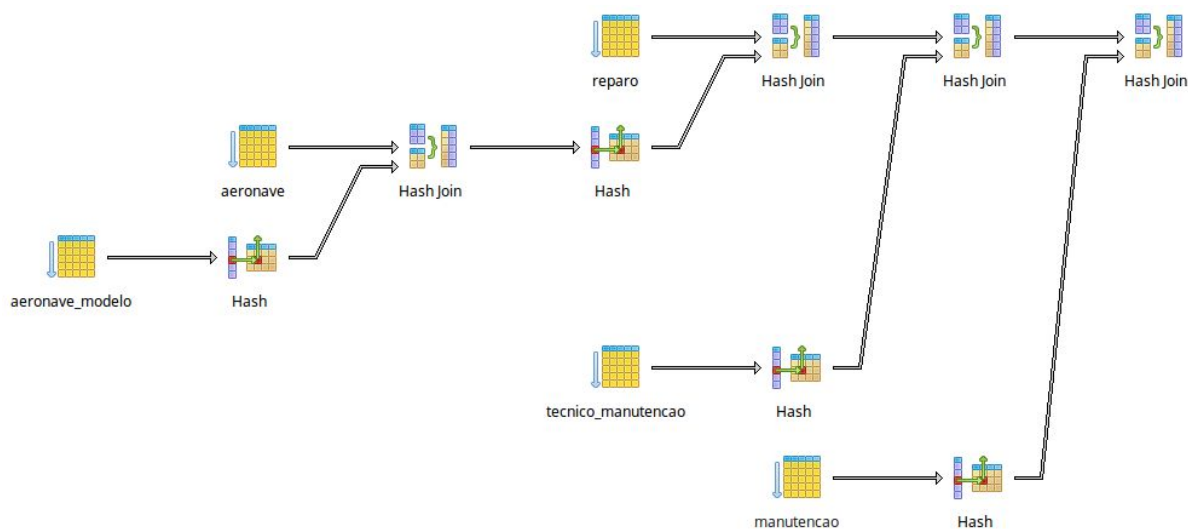 reparo
Hash Join
Hash Join
Hash Join
aeronave
Hash Join
Hash
aeronave_modelo
Hash
tecnico_manutencao
Hash
manutencao
Hash